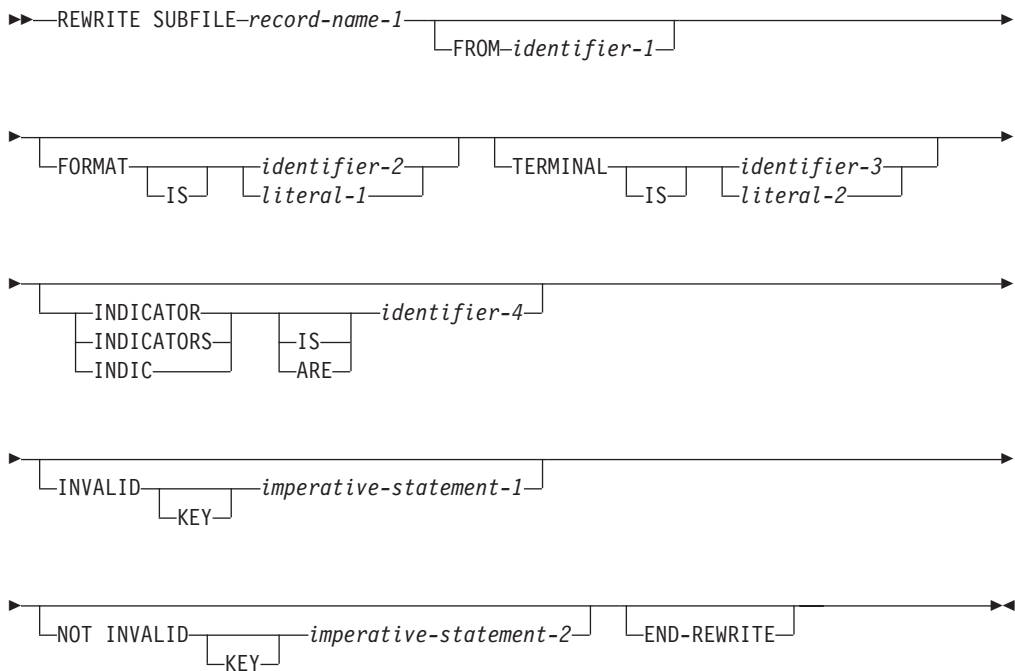 REWRITE SUBFILE record-name-1
FROM identifier-1
FORMAT identifier-2 TERMINAL identifier-3
IS literal-1 IS literal-2
INDICATOR identifier-4
INDICATORS IS
INDIC ARE
INVALID imperative-statement-1
KEY
NOT INVALID imperative-statement-2 END-REWRITE
KEY